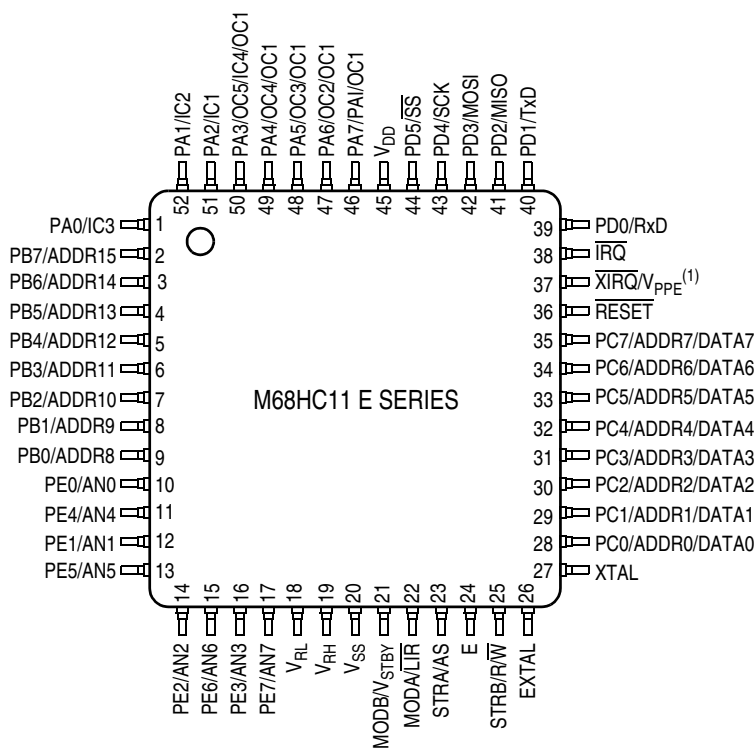 PA1/IC2
PA2/IC1
PA3/OC5/IC4/OC1
PA4/OC4/OC1
PA5/OC3/OC1
PA6/OC2/OC1
PA7/PAI/OC1
VDD
PD5/S̅S̅
PD4/SCK
PD3/MOSI
PD2/MISO
PD1/TxD
52
51
50
49
48
47
46
45
44
43
42
41
40
PA0/IC3 1
PB7/ADDR15 2
PB6/ADDR14 3
PB5/ADDR13 4
PB4/ADDR12 5
PB3/ADDR11 6
PB2/ADDR10 7
PB1/ADDR9 8
PB0/ADDR8 9
PE0/AN0 10
PE4/AN4 11
PE1/AN1 12
PE5/AN5 13
M68HC11 E SERIES
39 PD0/RxD
38 I̅R̅Q̅
37 X̅I̅R̅Q̅/VPPE(1)
36 R̅E̅S̅E̅T̅
35 PC7/ADDR7/DATA7
34 PC6/ADDR6/DATA6
33 PC5/ADDR5/DATA5
32 PC4/ADDR4/DATA4
31 PC3/ADDR3/DATA3
30 PC2/ADDR2/DATA2
29 PC1/ADDR1/DATA1
28 PC0/ADDR0/DATA0
27 XTAL
14
15
16
17
18
19
20
21
22
23
24
25
26
PE2/AN2
PE6/AN6
PE3/AN3
PE7/AN7
VRL
VRH
VSS
MODB/VSTBY
MODA/L̅I̅R̅
STRA/AS
E
STRB/R/W̅
EXTAL